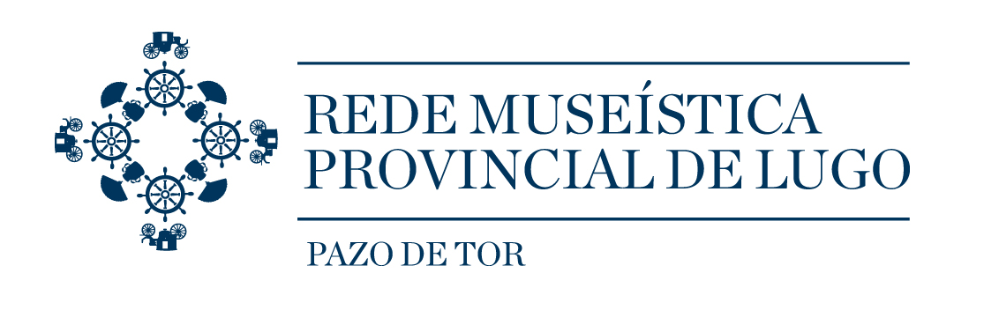 REDE MUSEÍSTICA
PROVINCIAL DE LUGO
PAZO DE TOR